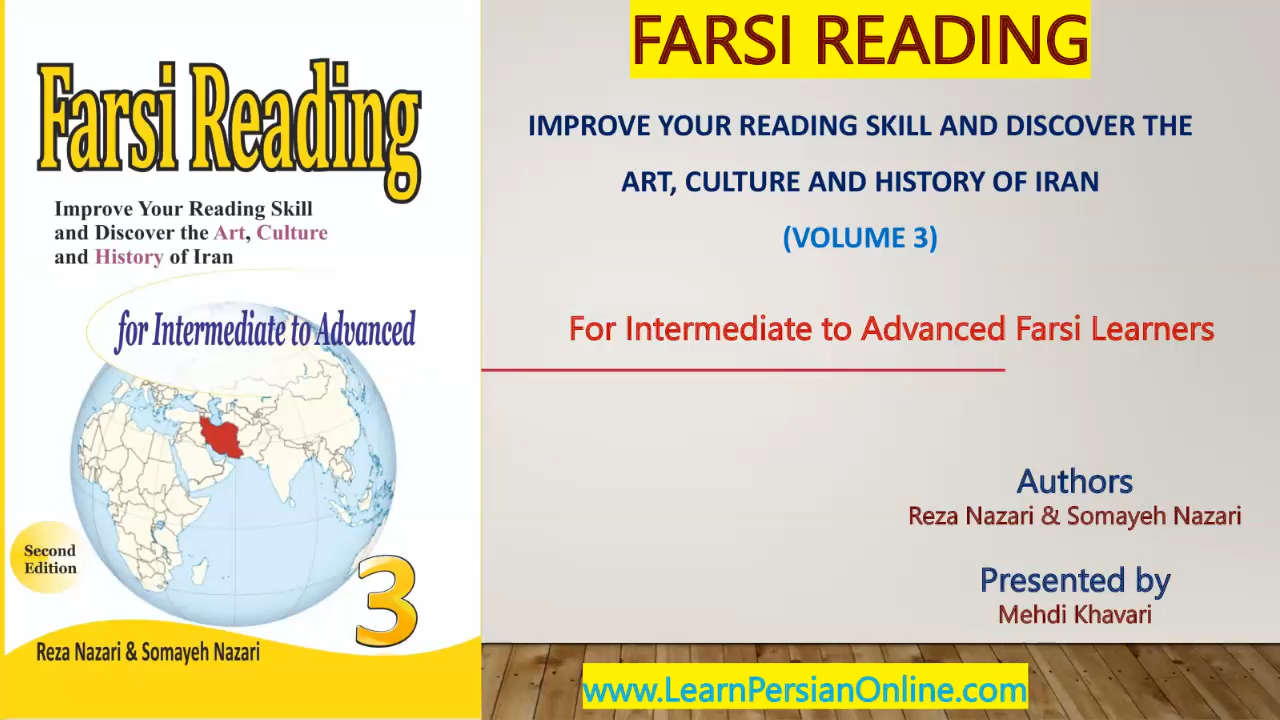 Farsi Reading
Improve Your Reading Skill
and Discover the Art, Culture
and History of Iran
for Intermediate to Advanced
Second
Edition
3
Reza Nazari & Somayeh Nazari
FARSI READING
IMPROVE YOUR READING SKILL AND DISCOVER THE
ART, CULTURE AND HISTORY OF IRAN
(VOLUME 3)
For Intermediate to Advanced Farsi Learners
Authors
Reza Nazari & Somayeh Nazari
Presented by
Mehdi Khavari
www.LearnPersianOnline.com